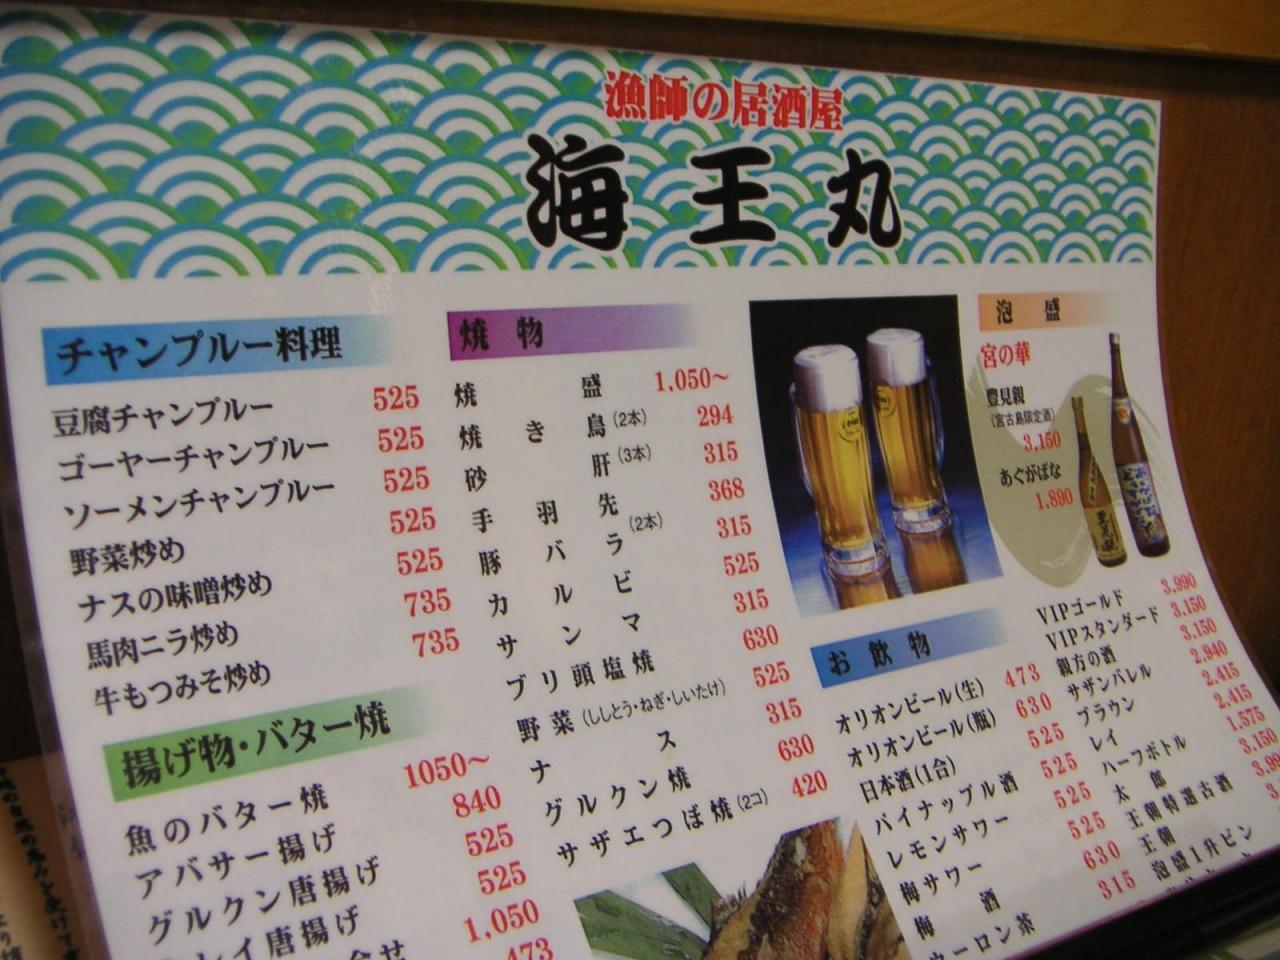 漁師の居酒屋
海王丸
チャンプルー料理
豆腐チャンプルー 525
ゴーヤーチャンプルー 525
ソーメンチャンプルー 525
野菜炒め 525
ナスの味噌炒め 525
馬肉ニラ炒め 735
牛もつみそ炒め 735
揚げ物・バター焼
魚のバター焼 1050〜
アバサー揚げ 840
グルクン唐揚げ 525
レイ唐揚げ 525
合せ 1,050
473
焼物
焼盛 1,050〜
焼き鳥(2本) 294
砂肝(3本) 315
手羽先 368
豚バラ(2本) 315
カルビ 525
サンマ 315
ブリ頭塩焼 630
野菜(ししとう・ねぎ・しいたけ) 525
ナス 315
グルクン焼 630
サザエつぼ焼(2コ) 420
お飲物
オリオンビール(生) 473
オリオンビール(瓶) 630
日本酒(1合) 525
パイナップル酒 525
レモンサワー 525
梅サワー 525
梅酒 630
ウーロン茶 315
泡盛
宮の華
豊見親
(宮古島限定酒)
3,150
あぐがばな
1,890
VIPゴールド 3,990
VIPスタンダード 3,150
親方の酒 3,150
サザンバレル 2,940
ブラウン 2,415
レイ 2,415
ハーフボトル 1,575
太郎 3,150
王朝特選古酒
王朝
泡盛1升ビン